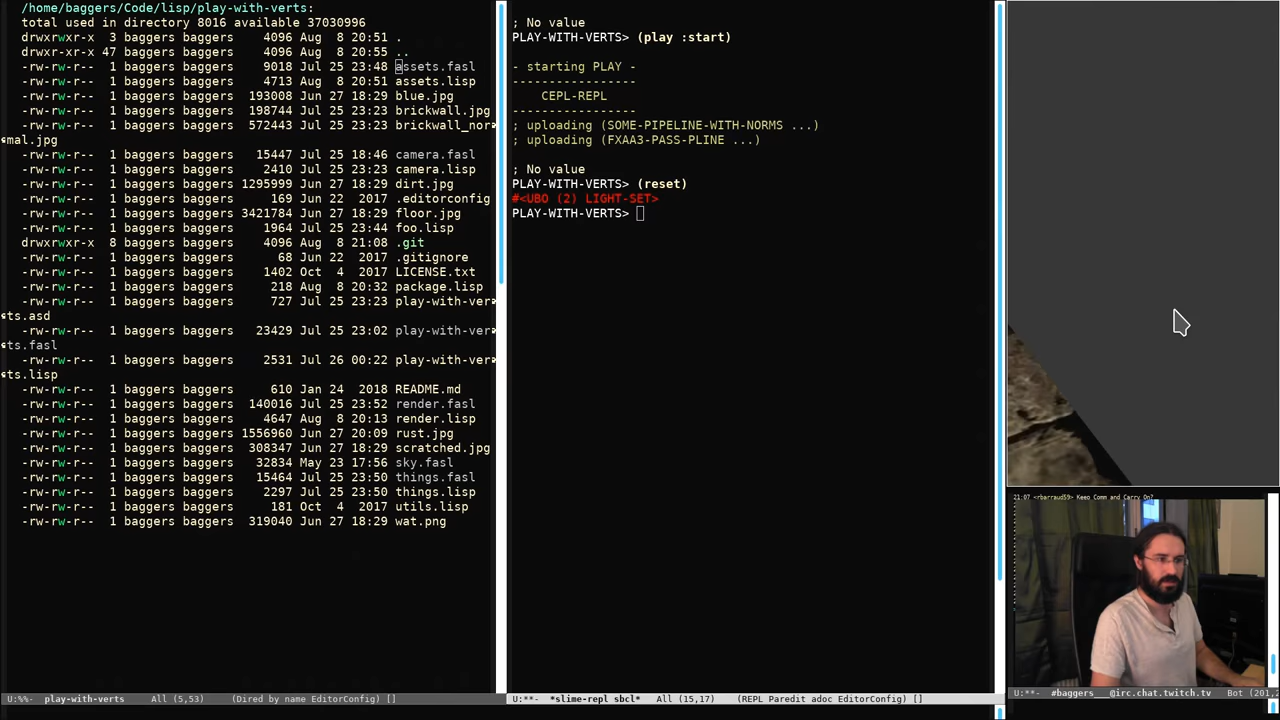 /home/baggers/Code/lisp/play-with-verts:
total used in directory 8016 available 37030996
drwxrwxr-x  3 baggers baggers    4096 Aug  8 20:51 .
drwxr-xr-x 47 baggers baggers    4096 Aug  8 20:55 ..
-rw-rw-r--  1 baggers baggers    9018 Jul 25 23:48 assets.fasl
-rw-rw-r--  1 baggers baggers    4713 Aug  8 20:51 assets.lisp
-rw-rw-r--  1 baggers baggers  193008 Jun 27 18:29 blue.jpg
-rw-rw-r--  1 baggers baggers  198744 Jul 25 23:23 brickwall.jpg
-rw-rw-r--  1 baggers baggers  572443 Jul 25 23:23 brickwall_nor
mal.jpg
-rw-rw-r--  1 baggers baggers   15447 Jul 25 18:46 camera.fasl
-rw-rw-r--  1 baggers baggers    2410 Jul 25 23:23 camera.lisp
-rw-rw-r--  1 baggers baggers 1295999 Jun 27 18:29 dirt.jpg
-rw-rw-r--  1 baggers baggers     169 Jun 22  2017 .editorconfig
-rw-rw-r--  1 baggers baggers 3421784 Jun 27 18:29 floor.jpg
-rw-rw-r--  1 baggers baggers    1964 Jul 25 23:44 foo.lisp
drwxrwxr-x  8 baggers baggers    4096 Aug  8 21:08 .git
-rw-rw-r--  1 baggers baggers      68 Jun 22  2017 .gitignore
-rw-rw-r--  1 baggers baggers    1402 Oct  4  2017 LICENSE.txt
-rw-rw-r--  1 baggers baggers     218 Aug  8 20:32 package.lisp
-rw-rw-r--  1 baggers baggers     727 Jul 25 23:23 play-with-ver
ts.asd
-rw-rw-r--  1 baggers baggers   23429 Jul 25 23:02 play-with-ver
ts.fasl
-rw-rw-r--  1 baggers baggers    2531 Jul 26 00:22 play-with-ver
ts.lisp
-rw-rw-r--  1 baggers baggers     610 Jan 24  2018 README.md
-rw-rw-r--  1 baggers baggers  140016 Jul 25 23:52 render.fasl
-rw-rw-r--  1 baggers baggers    4647 Aug  8 20:13 render.lisp
-rw-rw-r--  1 baggers baggers 1556960 Jun 27 20:09 rust.jpg
-rw-rw-r--  1 baggers baggers  308347 Jun 27 18:29 scratched.jpg
-rw-rw-r--  1 baggers baggers   32834 May 23 17:56 sky.fasl
-rw-rw-r--  1 baggers baggers   15464 Jul 25 23:50 things.fasl
-rw-rw-r--  1 baggers baggers    2297 Jul 25 23:50 things.lisp
-rw-rw-r--  1 baggers baggers     181 Oct  4  2017 utils.lisp
-rw-rw-r--  1 baggers baggers  319040 Jun 27 18:29 wat.png
U:%%-  play-with-verts    All (5,53)    (Dired by name EditorConfig) []
; No value
PLAY-WITH-VERTS> (play :start)
- starting PLAY -
----------------
CEPL-REPL
----------------
; uploading (SOME-PIPELINE-WITH-NORMS ...)
; uploading (FXAA3-PASS-PLINE ...)
; No value
PLAY-WITH-VERTS> (reset)
#<UBO (2) LIGHT-SET>
PLAY-WITH-VERTS>
U:**-  *slime-repl sbcl*   All (15,17)    (REPL Paredit adoc EditorConfig) []
21:07 <rbarraud59> Keep Comm and Carry On?
U:**-  #baggers___@irc.chat.twitch.tv   Bot (201,2